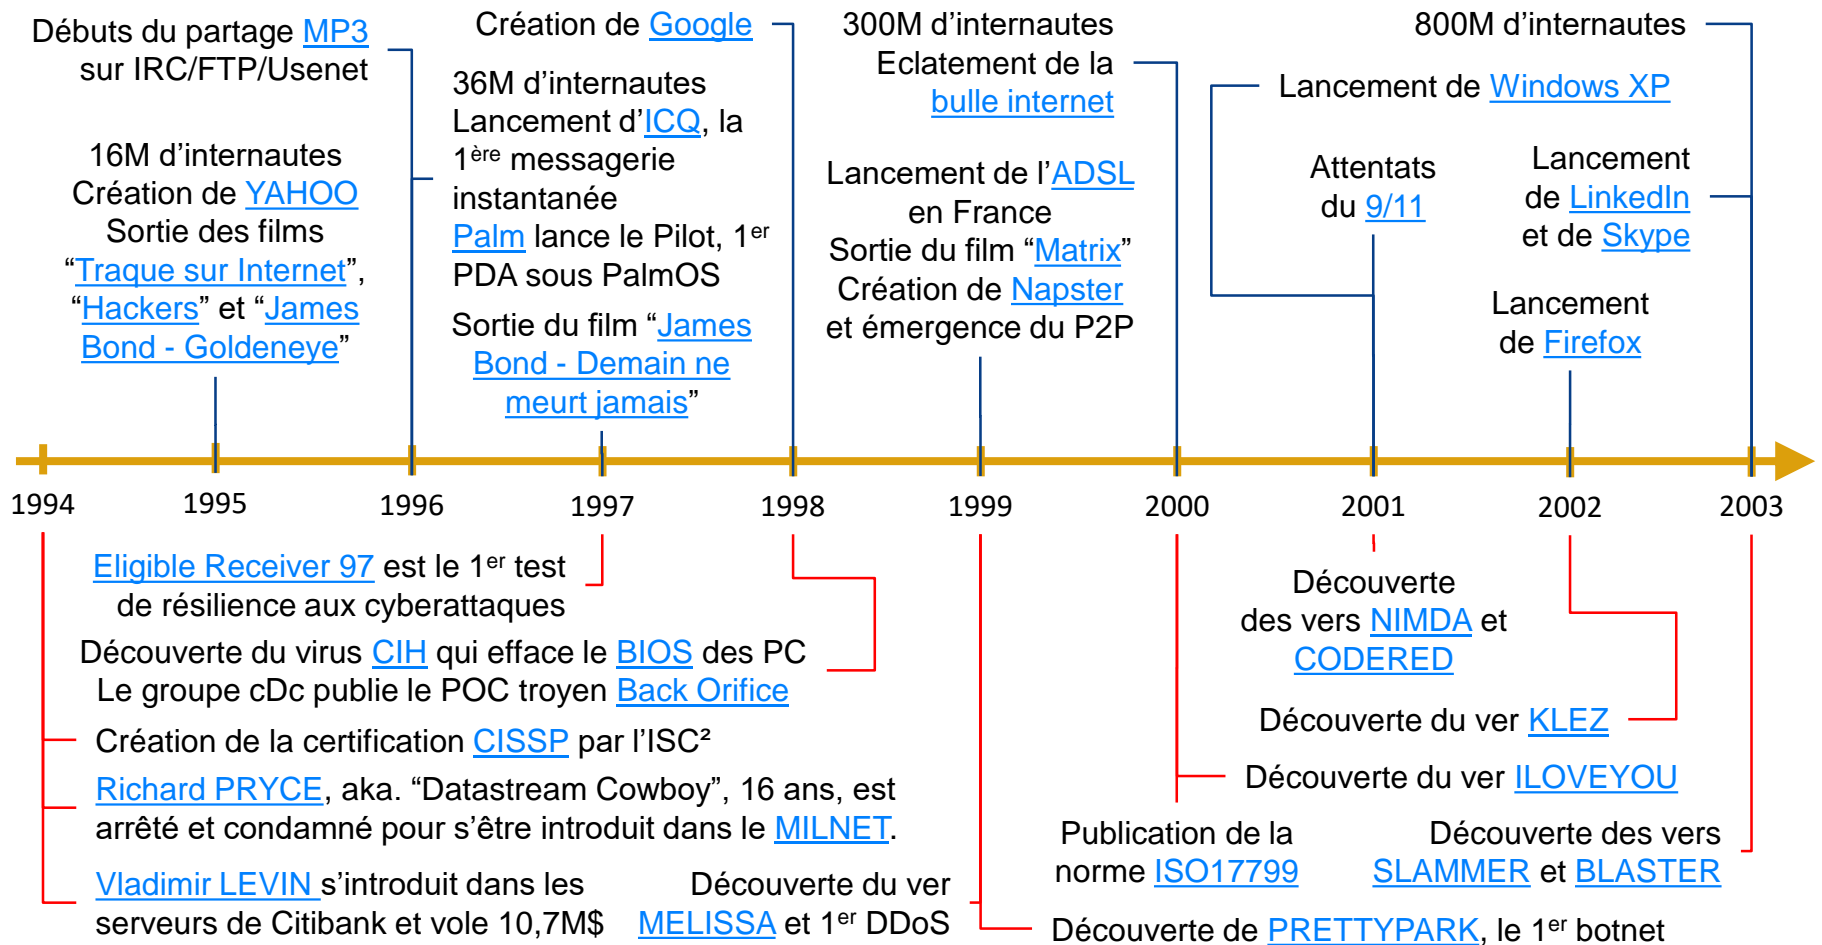 Débuts du partage MP3
sur IRC/FTP/Usenet
16M d’internautes
Création de YAHOO
Sortie des films
“Traque sur Internet”,
“Hackers” et “James
Bond - Goldeneye”
Création de Google
36M d’internautes
Lancement d’ICQ, la
1ère messagerie
instantanée
Palm lance le Pilot, 1er
PDA sous PalmOS
Sortie du film “James
Bond - Demain ne
meurt jamais”
300M d’internautes
Eclatement de la
bulle internet
Lancement de l’ADSL
en France
Sortie du film “Matrix”
Création de Napster
et émergence du P2P
800M d’internautes
Lancement de Windows XP
Attentats
du 9/11
Lancement
de LinkedIn
et de Skype
Lancement
de Firefox
1994 1995 1996 1997 1998 1999 2000 2001 2002 2003
Eligible Receiver 97 est le 1er test
de résilience aux cyberattaques
Découverte du virus CIH qui efface le BIOS des PC
Le groupe cDc publie le POC troyen Back Orifice
Création de la certification CISSP par l’ISC²
Richard PRYCE, aka. “Datastream Cowboy”, 16 ans, est
arrêté et condamné pour s’être introduit dans le MILNET.
Vladimir LEVIN s’introduit dans les
serveurs de Citibank et vole 10,7M$
Découverte du ver
MELISSA et 1er DDoS
Découverte
des vers NIMDA et
CODERED
Découverte du ver KLEZ
Découverte du ver ILOVEYOU
Publication de la
norme ISO17799
Découverte des vers
SLAMMER et BLASTER
Découverte de PRETTYPARK, le 1er botnet